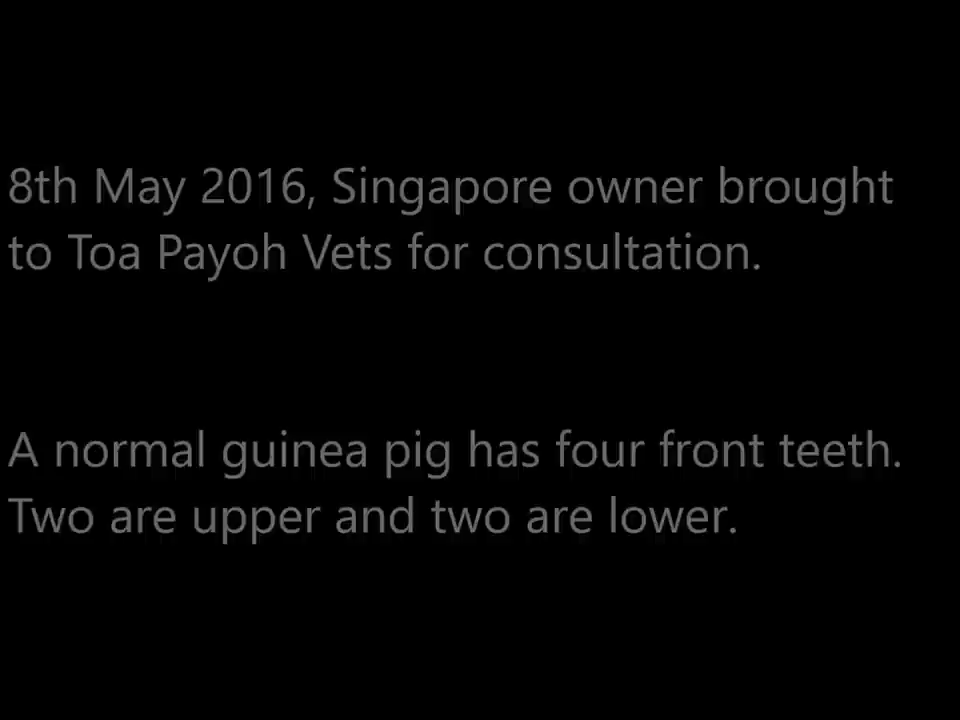 8th May 2016, Singapore owner brought
to Toa Payoh Vets for consultation.
A normal guinea pig has four front teeth.
Two are upper and two are lower.